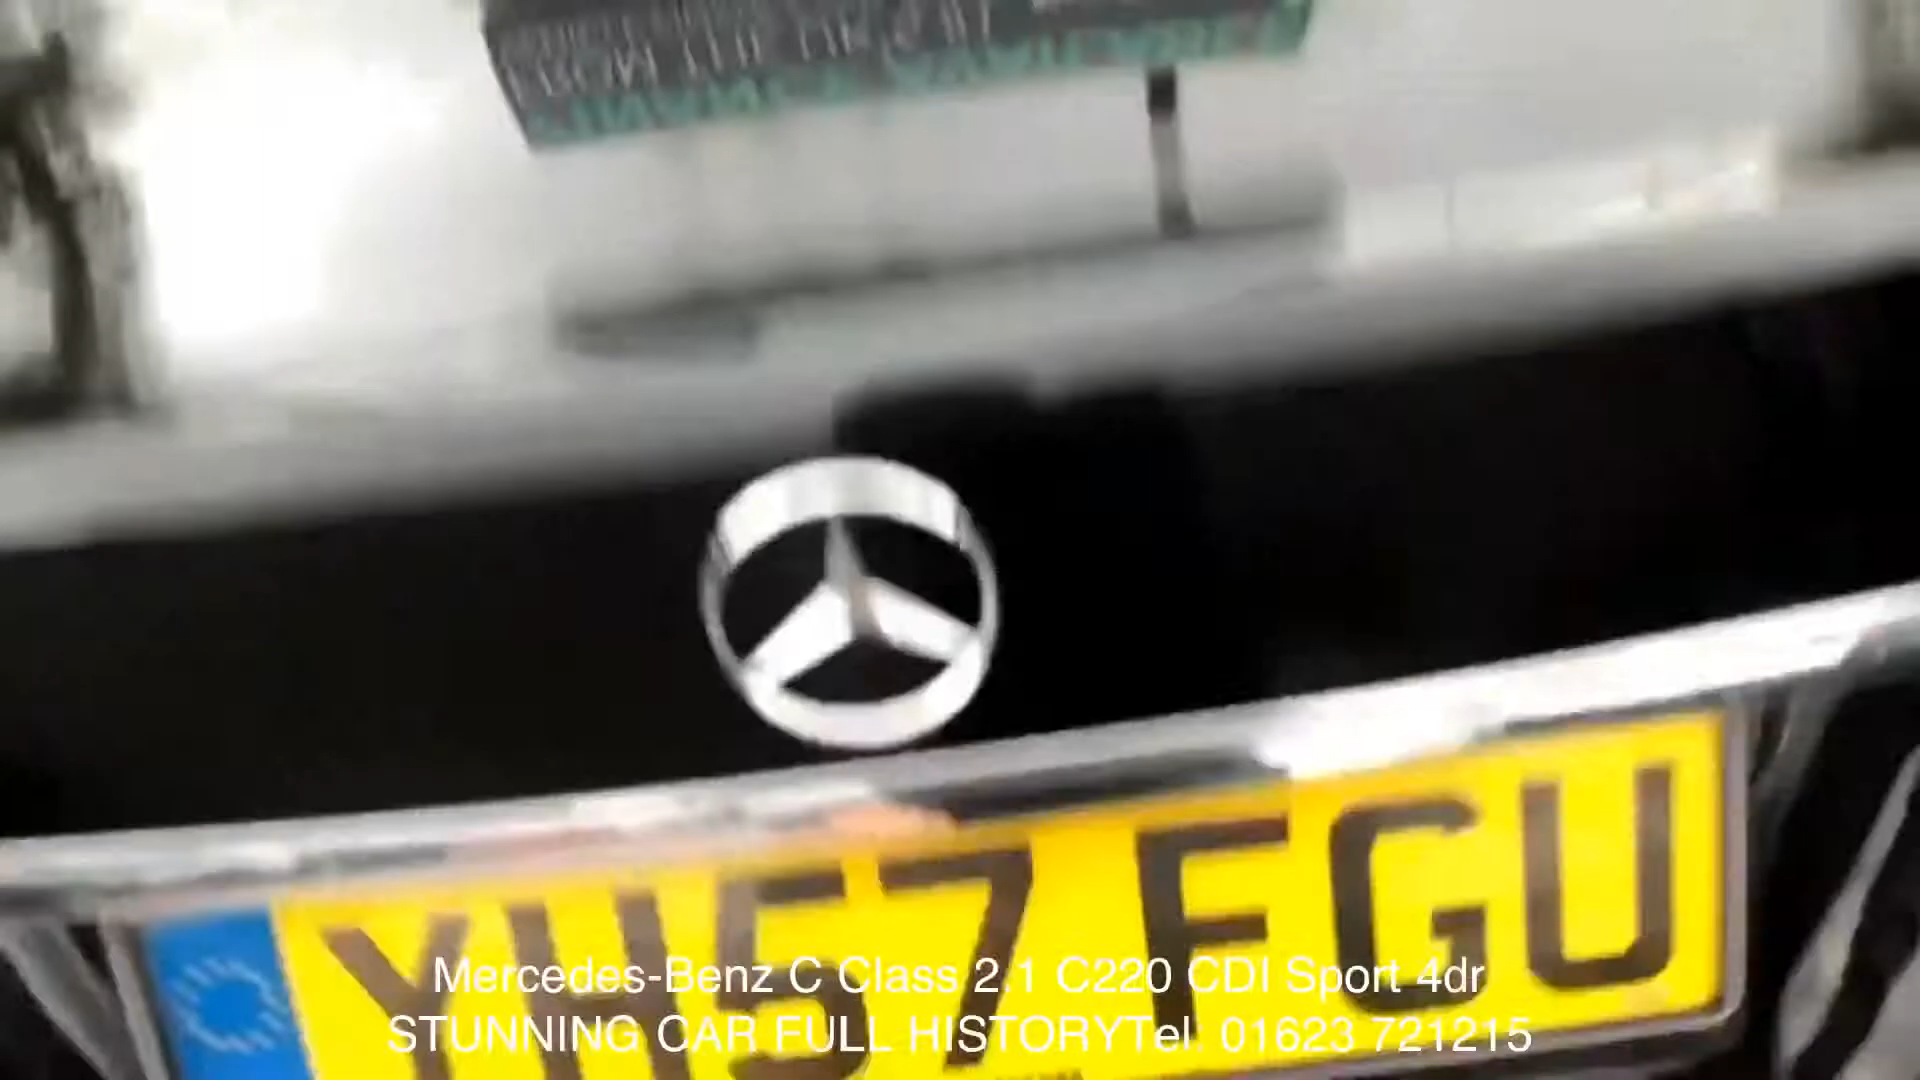 YH57 FGU
Mercedes-Benz C Class 2.1 C220 CDI Sport 4dr
STUNNING CAR FULL HISTORYTel: 01623 721215